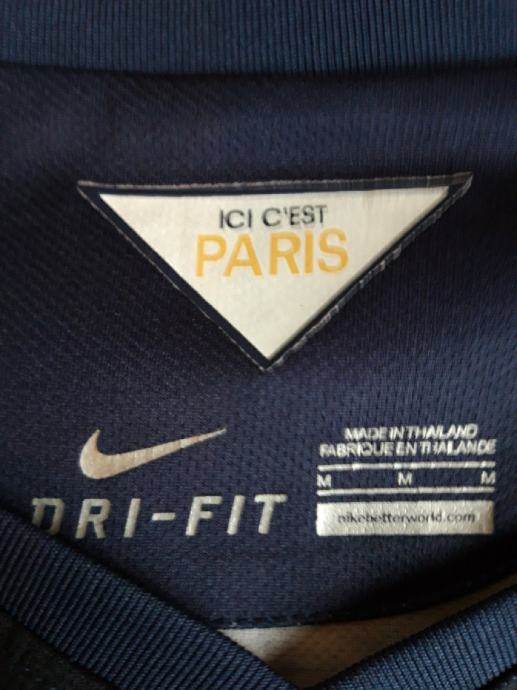 ICI C'EST
PARIS
DRI-FIT
MADE IN THAILAND
FABRIQUE EN THAILANDE
M M M
nikebetterworld.com